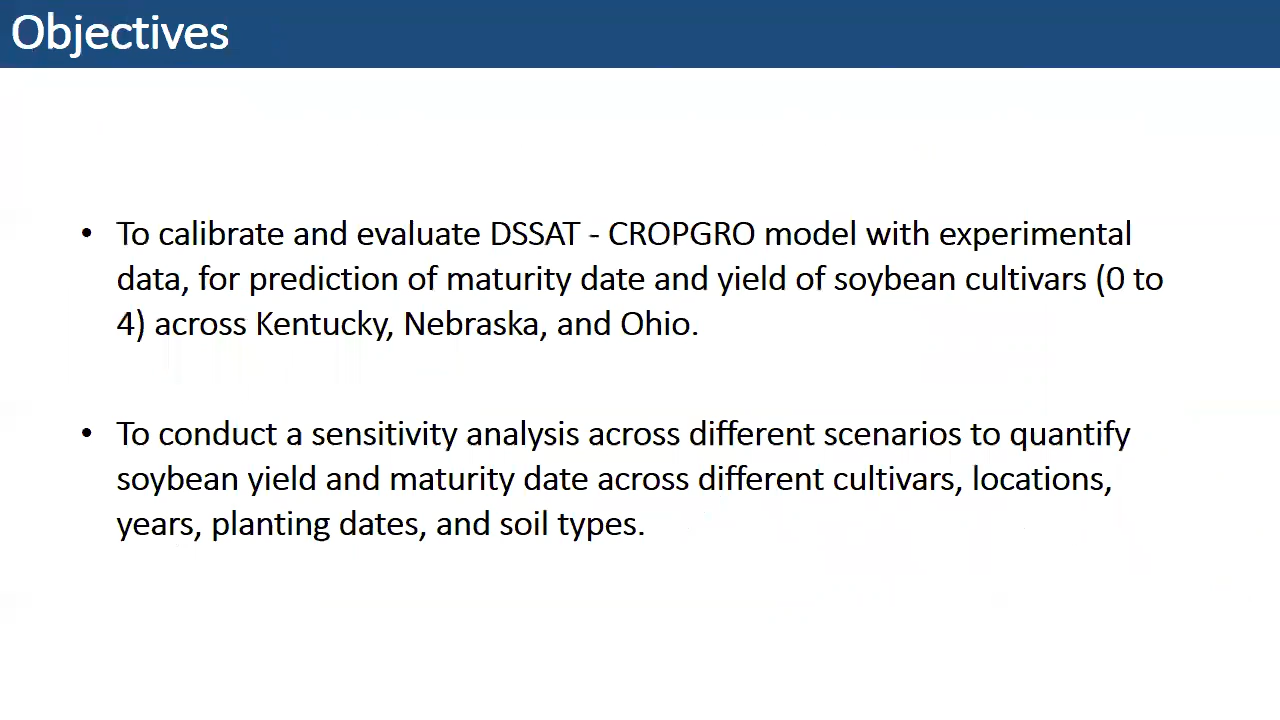 Objectives
• To calibrate and evaluate DSSAT - CROPGRO model with experimental
data, for prediction of maturity date and yield of soybean cultivars (0 to
4) across Kentucky, Nebraska, and Ohio.
• To conduct a sensitivity analysis across different scenarios to quantify
soybean yield and maturity date across different cultivars, locations,
years, planting dates, and soil types.